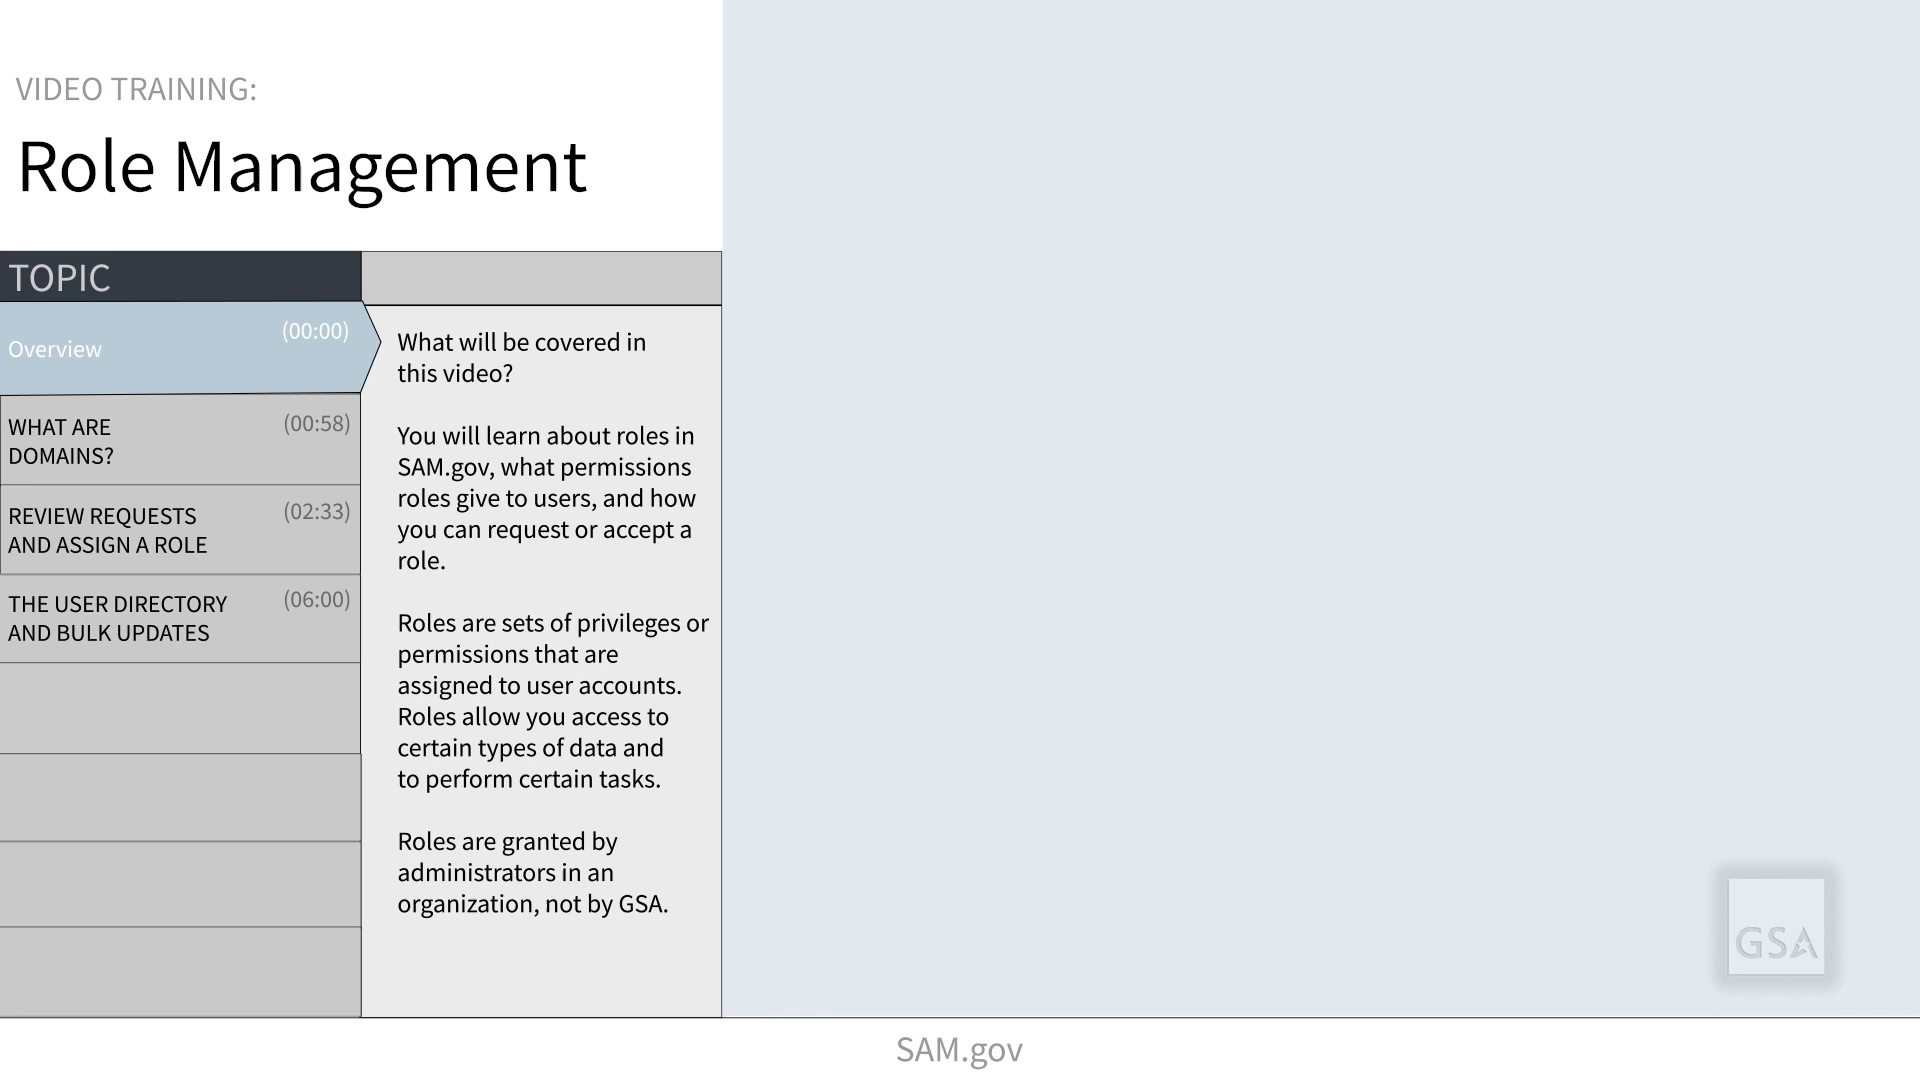 VIDEO TRAINING:
Role Management
TOPIC
Overview
(00:00)
WHAT ARE
DOMAINS?
(00:58)
REVIEW REQUESTS
AND ASSIGN A ROLE
(02:33)
THE USER DIRECTORY
AND BULK UPDATES
(06:00)
What will be covered in
this video?
You will learn about roles in
SAM.gov, what permissions
roles give to users, and how
you can request or accept a
role.
Roles are sets of privileges or
permissions that are
assigned to user accounts.
Roles allow you access to
certain types of data and
to perform certain tasks.
Roles are granted by
administrators in an
organization, not by GSA.
GSA
SAM.gov